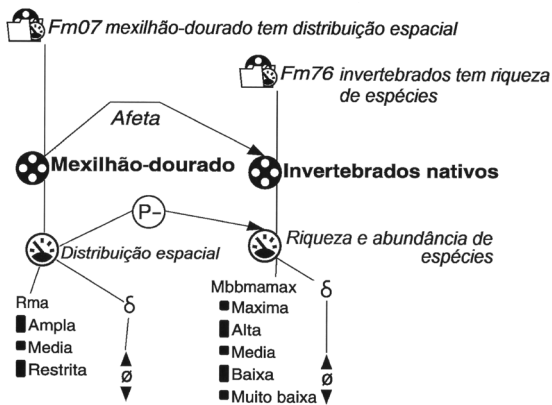 Fm07 mexilhão-dourado tem distribuição espacial
Fm76 invertebrados tem riqueza
de espécies
Afeta
Mexilhão-dourado
Invertebrados nativos
P–
Distribuição espacial
Riqueza e abundância de
espécies
Rma
Ampla
Media
Restrita
δ
ø
Mbbmamax
Maxima
Alta
Media
Baixa
Muito baixa
δ
ø